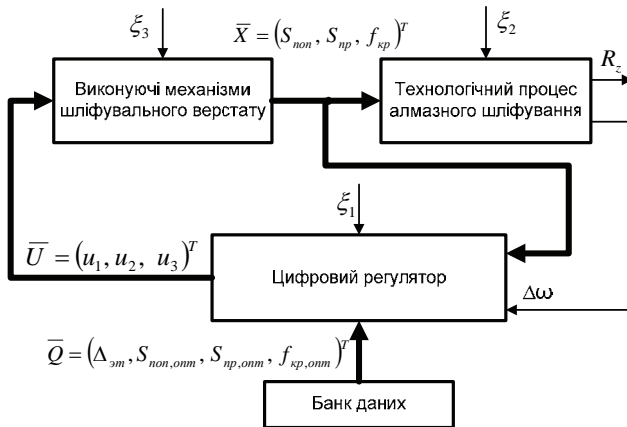 ξ₃
X̅ = (Sпоп, Sпр, fкр)ᵀ
ξ₂
Виконуючі механізми
шліфувального верстату
Технологічний процес
алмазного шліфування
R_z
ξ₁
U̅ = (u₁, u₂, u₃)ᵀ
Цифровий регулятор
Δω
Q̅ = (Δэт, Sпоп,опт, Sпр,опт, fкр,опт)ᵀ
Банк даних